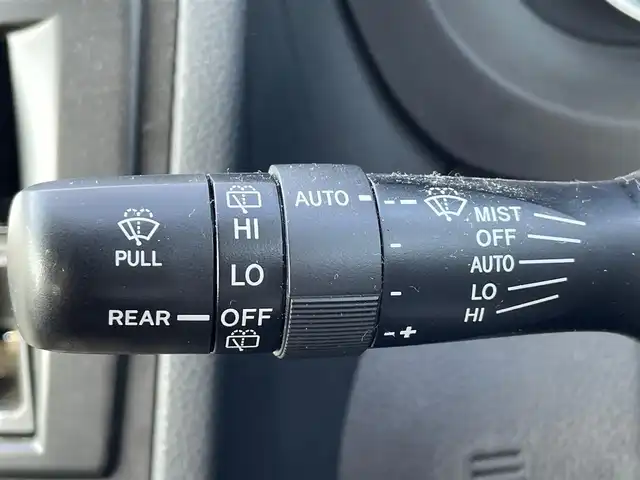 PULL
REAR
HI
LO
OFF
AUTO
- -
-
-
- +
MIST
OFF
AUTO
LO
HI